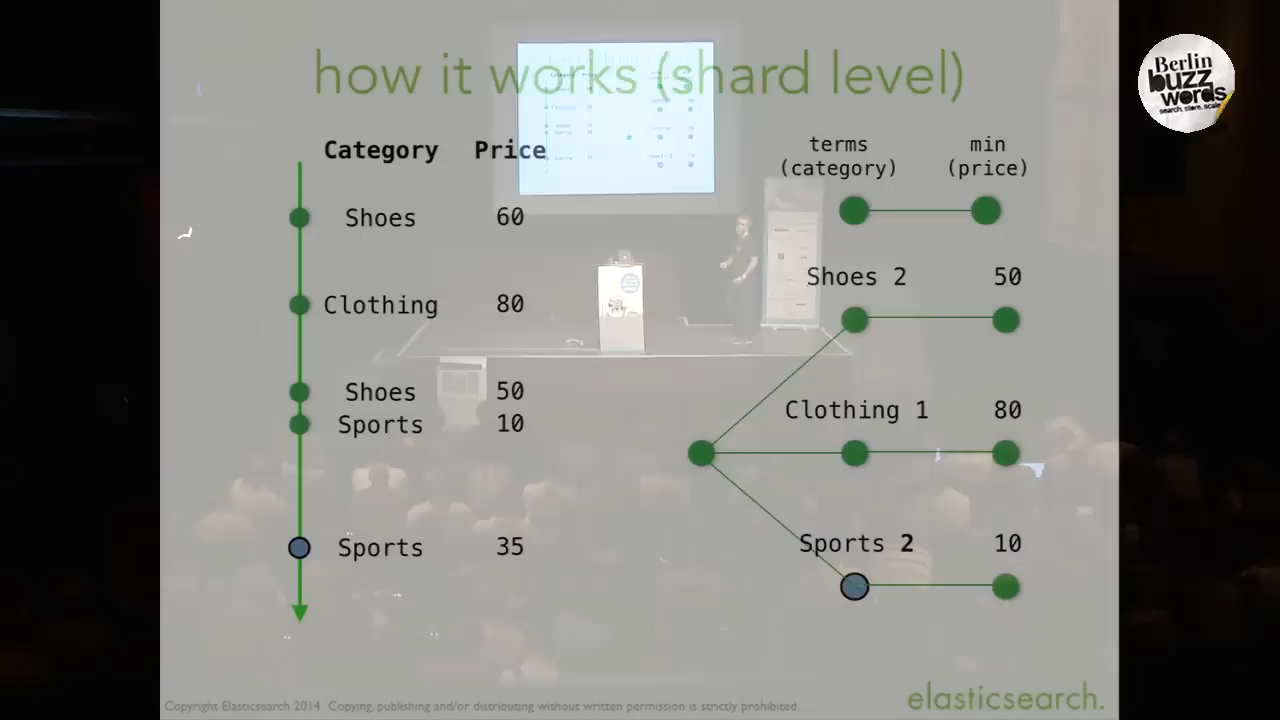 how it works (shard level)
Category Price
Shoes 60
Clothing 80
Shoes 50
Sports 10
Sports 35
terms
(category)
min
(price)
Shoes 2 50
Clothing 1 80
Sports 2 10
Copyright Elasticsearch 2014 Copying, publishing and/or distributing without written permission is strictly prohibited
elasticsearch.
Berlin
buzz
words
search. store. scale.